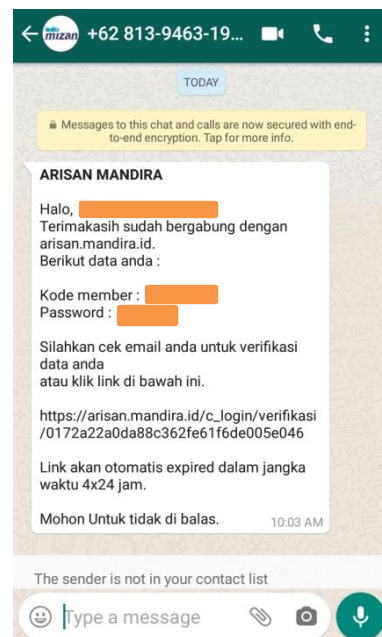 mizan +62 813-9463-19...
TODAY
Messages to this chat and calls are now secured with end-
to-end encryption. Tap for more info.
ARISAN MANDIRA
Halo,
Terimakasih sudah bergabung dengan
arisan.mandira.id.
Berikut data anda :
Kode member :
Password :
Silahkan cek email anda untuk verifikasi
data anda
atau klik link di bawah ini.
https://arisan.mandira.id/c_login/verifikasi
/0172a22a0da88c362fe61f6de005e046
Link akan otomatis expired dalam jangka
waktu 4x24 jam.
Mohon Untuk tidak di balas.
10:03 AM
The sender is not in your contact list
Type a message